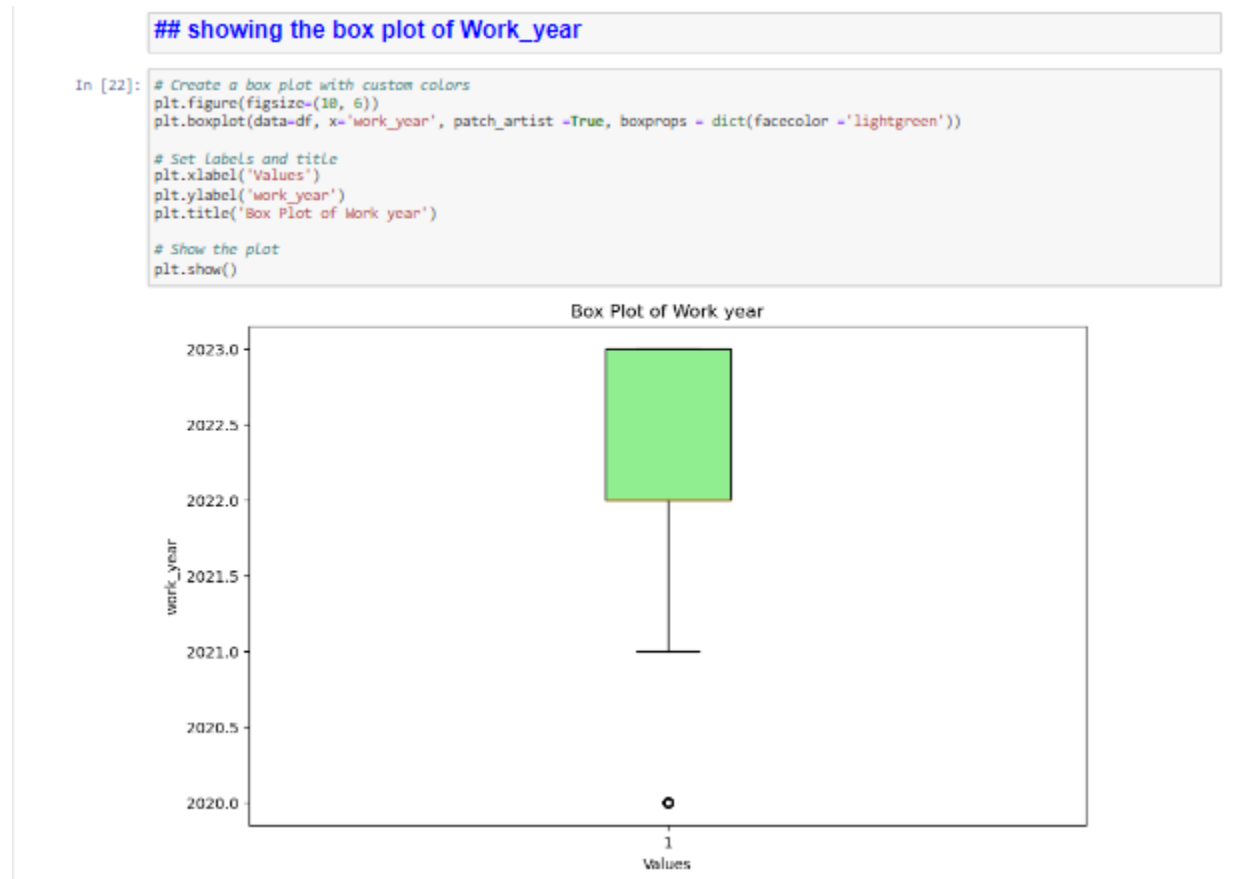 ## showing the box plot of Work_year
In [22]:
# Create a box plot with custom colors
plt.figure(figsize=(10, 6))
plt.boxplot(data=df, x='work_year', patch_artist =True, boxprops = dict(facecolor ='lightgreen'))
# Set labels and title
plt.xlabel('Values')
plt.ylabel('work_year')
plt.title('Box Plot of Work year')
# Show the plot
plt.show()
Box Plot of Work year
2023.0
2022.5
2022.0
work_year
2021.5
2021.0
2020.5
2020.0
1
Values